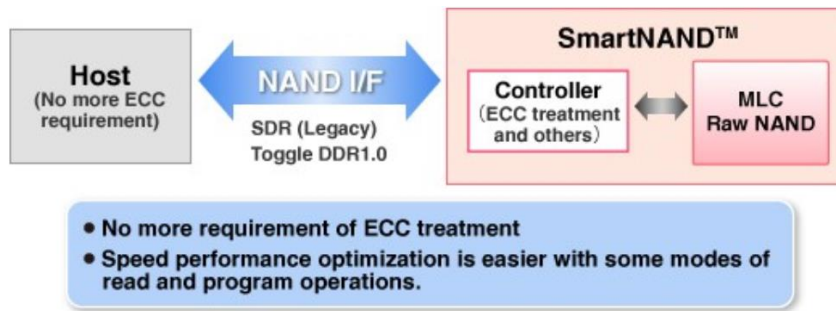 SmartNAND™
Host
(No more ECC
requirement)
NAND I/F
SDR (Legacy)
Toggle DDR1.0
Controller
(ECC treatment
and others)
MLC
Raw NAND
● No more requirement of ECC treatment
● Speed performance optimization is easier with some modes of
read and program operations.